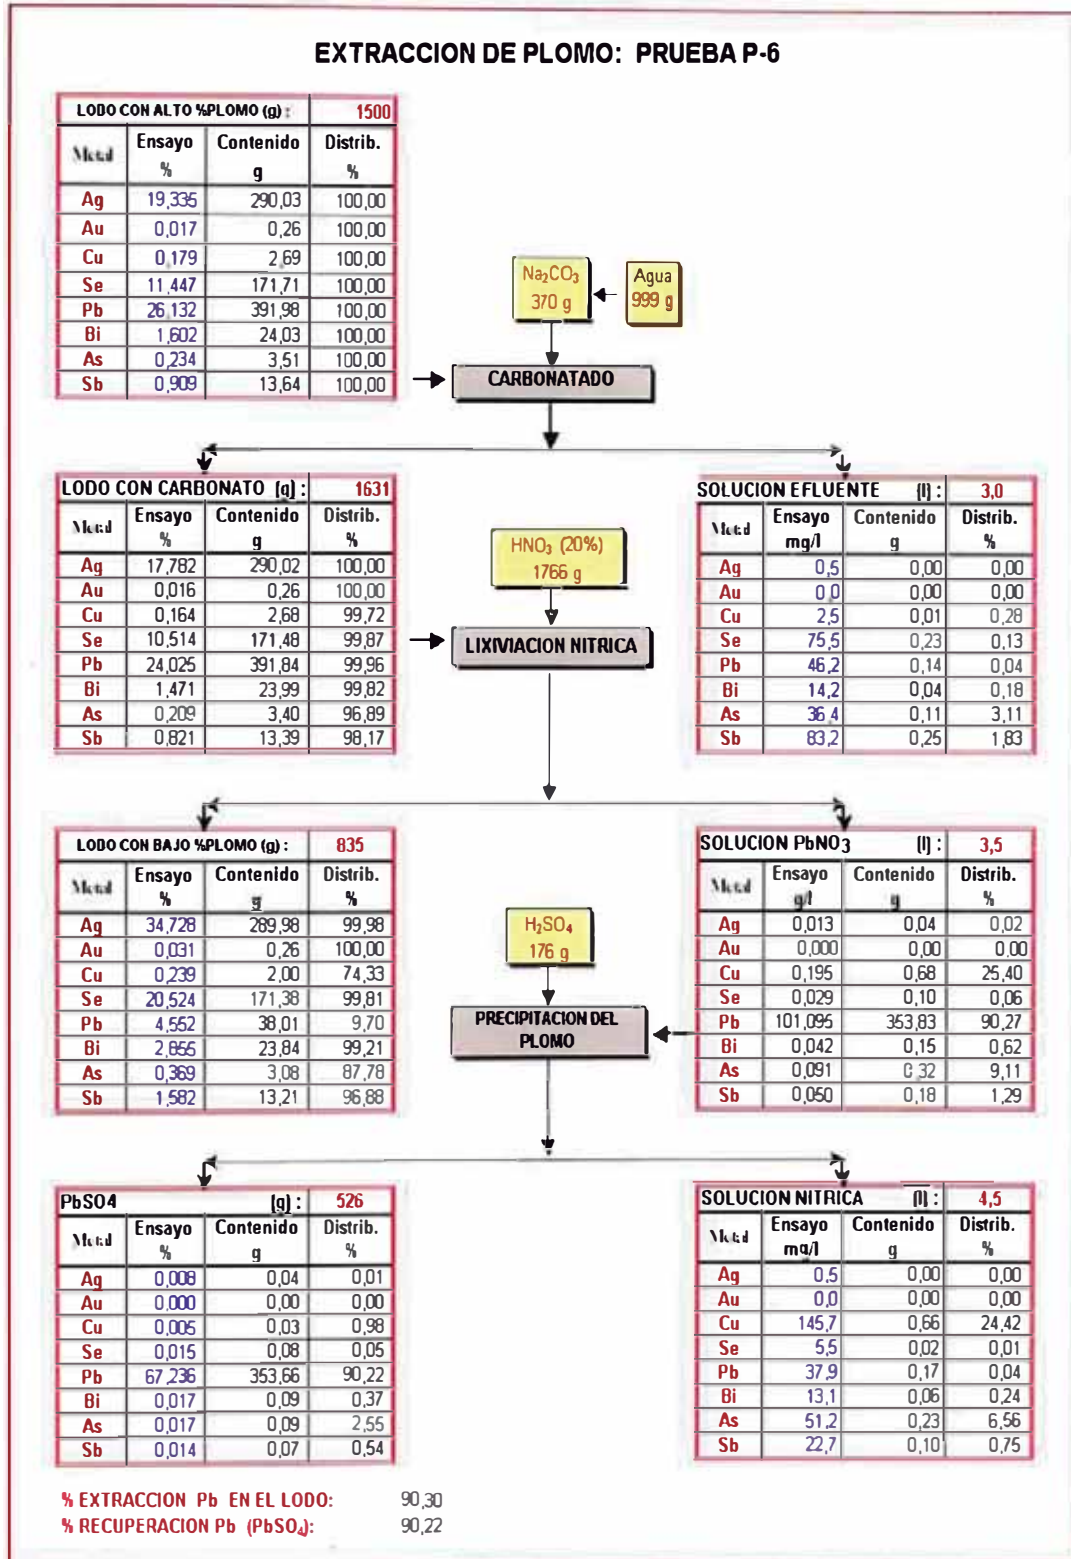 EXTRACCION DE PLOMO: PRUEBA P-6
LODO CON ALTO %PLOMO (g) : 1500
Metal Ensayo % Contenido g Distrib. %
Ag 19,335 290,03 100,00
Au 0,017 0,26 100,00
Cu 0,179 2,69 100,00
Se 11,447 171,71 100,00
Pb 26,132 391,98 100,00
Bi 1,602 24,03 100,00
As 0,234 3,51 100,00
Sb 0,909 13,64 100,00
Na₂CO₃
370 g
Agua
999 g
CARBONATADO
LODO CON CARBONATO (g) : 1631
Metal Ensayo % Contenido g Distrib. %
Ag 17,782 290,02 100,00
Au 0,016 0,26 100,00
Cu 0,164 2,68 99,72
Se 10,514 171,48 99,87
Pb 24,025 391,84 99,96
Bi 1,471 23,99 99,82
As 0,209 3,40 96,89
Sb 0,821 13,39 98,17
HNO₃ (20%)
1766 g
LIXIVIACION NITRICA
SOLUCION EFLUENTE (l) : 3,0
Metal Ensayo mg/l Contenido g Distrib. %
Ag 0,5 0,00 0,00
Au 0,0 0,00 0,00
Cu 2,5 0,01 0,28
Se 75,5 0,23 0,13
Pb 46,2 0,14 0,04
Bi 14,2 0,04 0,18
As 36,4 0,11 3,11
Sb 83,2 0,25 1,83
LODO CON BAJO %PLOMO (g) : 835
Metal Ensayo % Contenido g Distrib. %
Ag 34,728 289,98 99,98
Au 0,031 0,26 100,00
Cu 0,239 2,00 74,33
Se 20,524 171,38 99,81
Pb 4,552 38,01 9,70
Bi 2,855 23,84 99,21
As 0,369 3,08 87,78
Sb 1,582 13,21 96,88
H₂SO₄
176 g
PRECIPITACION DEL
PLOMO
SOLUCION PbNO3 (l) : 3,5
Metal Ensayo g/l Contenido g Distrib. %
Ag 0,013 0,04 0,02
Au 0,000 0,00 0,00
Cu 0,195 0,68 25,40
Se 0,029 0,10 0,06
Pb 101,095 353,83 90,27
Bi 0,042 0,15 0,62
As 0,091 0,32 9,11
Sb 0,050 0,18 1,29
PbSO4 (g) : 526
Metal Ensayo % Contenido g Distrib. %
Ag 0,008 0,04 0,01
Au 0,000 0,00 0,00
Cu 0,005 0,03 0,98
Se 0,015 0,08 0,05
Pb 67,236 353,66 90,22
Bi 0,017 0,09 0,37
As 0,017 0,09 2,55
Sb 0,014 0,07 0,54
SOLUCION NITRICA (l) : 4,5
Metal Ensayo mg/l Contenido g Distrib. %
Ag 0,5 0,00 0,00
Au 0,0 0,00 0,00
Cu 145,7 0,66 24,42
Se 5,5 0,02 0,01
Pb 37,9 0,17 0,04
Bi 13,1 0,06 0,24
As 51,2 0,23 6,56
Sb 22,7 0,10 0,75
% EXTRACCION Pb EN EL LODO: 90,30
% RECUPERACION Pb (PbSO₄): 90,22